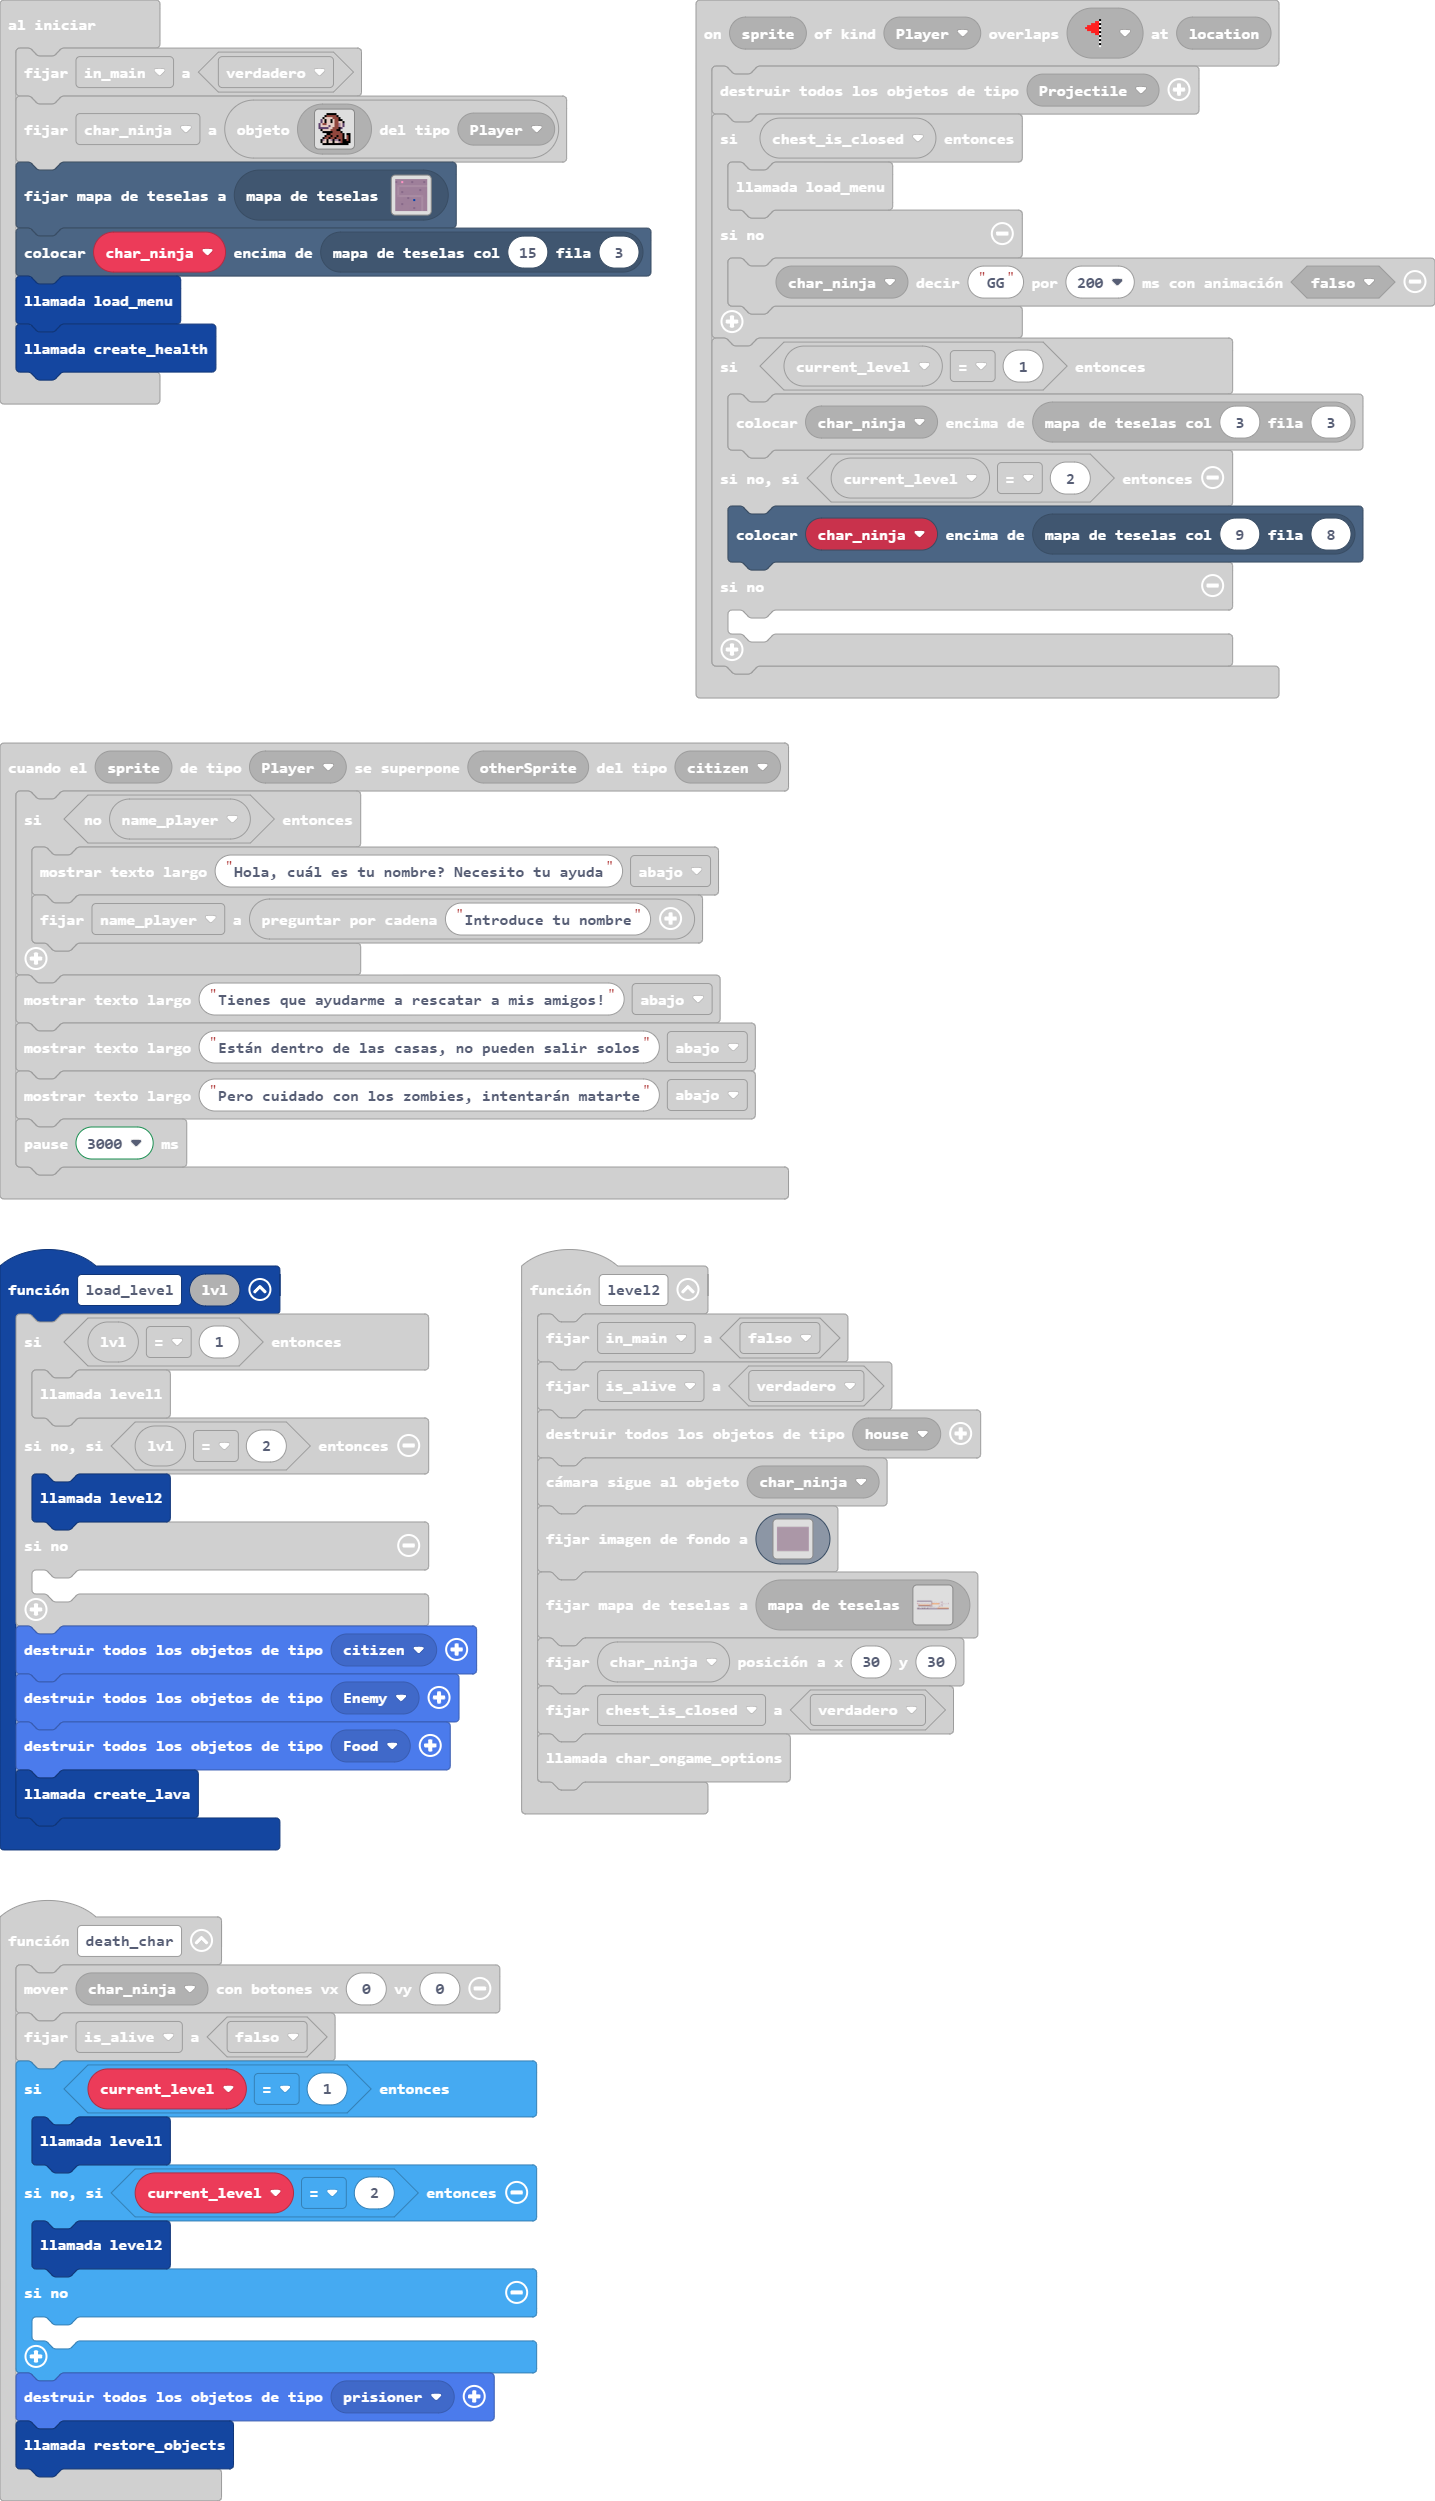 al iniciar
fijar in_main a verdadero
fijar char_ninja a objeto del tipo Player
fijar mapa de teselas a mapa de teselas
colocar char_ninja encima de mapa de teselas col 15 fila 3
llamada load_menu
llamada create_health
on sprite of kind Player overlaps at location
destruir todos los objetos de tipo Projectile
si chest_is_closed entonces
llamada load_menu
si no
char_ninja decir "GG" por 200 ms con animación falso
si current_level = 1 entonces
colocar char_ninja encima de mapa de teselas col 3 fila 3
si no, si current_level = 2 entonces
colocar char_ninja encima de mapa de teselas col 9 fila 8
si no
cuando el sprite de tipo Player se superpone otherSprite del tipo citizen
si no name_player entonces
mostrar texto largo "Hola, cuál es tu nombre? Necesito tu ayuda" abajo
fijar name_player a preguntar por cadena "Introduce tu nombre"
mostrar texto largo "Tienes que ayudarme a rescatar a mis amigos!" abajo
mostrar texto largo "Están dentro de las casas, no pueden salir solos" abajo
mostrar texto largo "Pero cuidado con los zombies, intentarán matarte" abajo
pause 3000 ms
función load_level lvl
si lvl = 1 entonces
llamada level1
si no, si lvl = 2 entonces
llamada level2
si no
destruir todos los objetos de tipo citizen
destruir todos los objetos de tipo Enemy
destruir todos los objetos de tipo Food
llamada create_lava
función level2
fijar in_main a falso
fijar is_alive a verdadero
destruir todos los objetos de tipo house
cámara sigue al objeto char_ninja
fijar imagen de fondo a
fijar mapa de teselas a mapa de teselas
fijar char_ninja posición a x 30 y 30
fijar chest_is_closed a verdadero
llamada char_ongame_options
función death_char
mover char_ninja con botones vx 0 vy 0
fijar is_alive a falso
si current_level = 1 entonces
llamada level1
si no, si current_level = 2 entonces
llamada level2
si no
destruir todos los objetos de tipo prisioner
llamada restore_objects